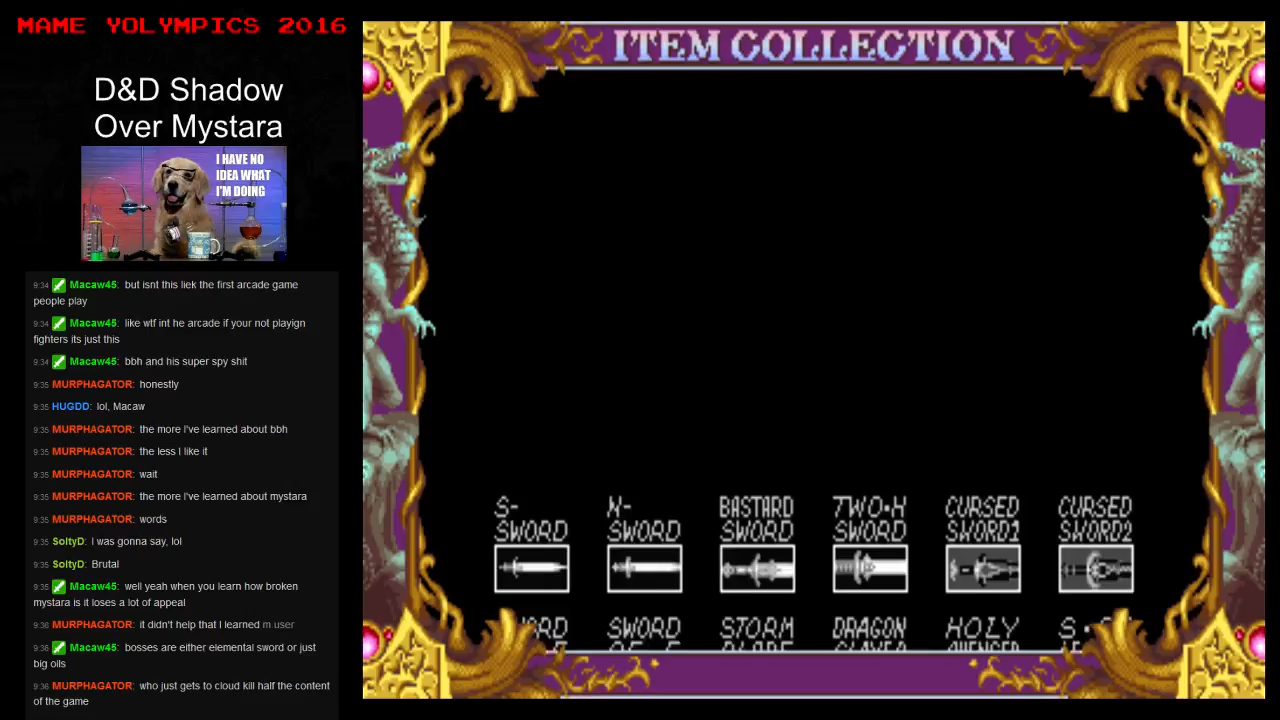 MAME YOLYMPICS 2016
D&D Shadow
Over Mystara
I HAVE NO
IDEA WHAT
I'M DOING
9:34 Macaw45: but isnt this liek the first arcade game
people play
9:34 Macaw45: like wtf int he arcade if your not playign
fighters its just this
9:34 Macaw45: bbh and his super spy shit
9:35 MURPHAGATOR: honestly
9:35 HUGDD: lol, Macaw
9:35 MURPHAGATOR: the more I've learned about bbh
9:35 MURPHAGATOR: the less I like it
9:35 MURPHAGATOR: wait
9:35 MURPHAGATOR: the more I've learned about mystara
9:35 MURPHAGATOR: words
9:35 SoltyD: I was gonna say, lol
9:35 SoltyD: Brutal
9:35 Macaw45: well yeah when you learn how broken
mystara is it loses a lot of appeal
9:36 MURPHAGATOR: it didn't help that I learned m.user
9:36 Macaw45: bosses are either elemental sword or just
big oils
9:36 MURPHAGATOR: who just gets to cloud kill half the content
of the game
ITEM COLLECTION
S- N- BASTARD TWO-H CURSED CURSED
SWORD SWORD SWORD SWORD SWORD1 SWORD2
SWORD STORM DRAGON HOLY
BLADE SLAYER AVENGER